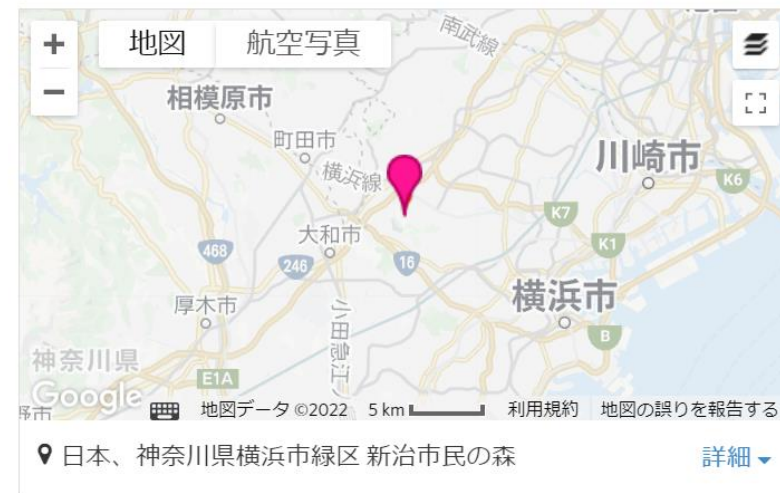 +
地図 航空写真
−
南武線
相模原市
町田市
横浜線
川崎市
K6
K7
大和市
468
246
16
K1
横浜市
厚木市
小田急江ノ
B
神奈川県
E1A
Google
野市
地図データ ©2022 5 km 利用規約 地図の誤りを報告する
日本、神奈川県横浜市緑区 新治市民の森 詳細